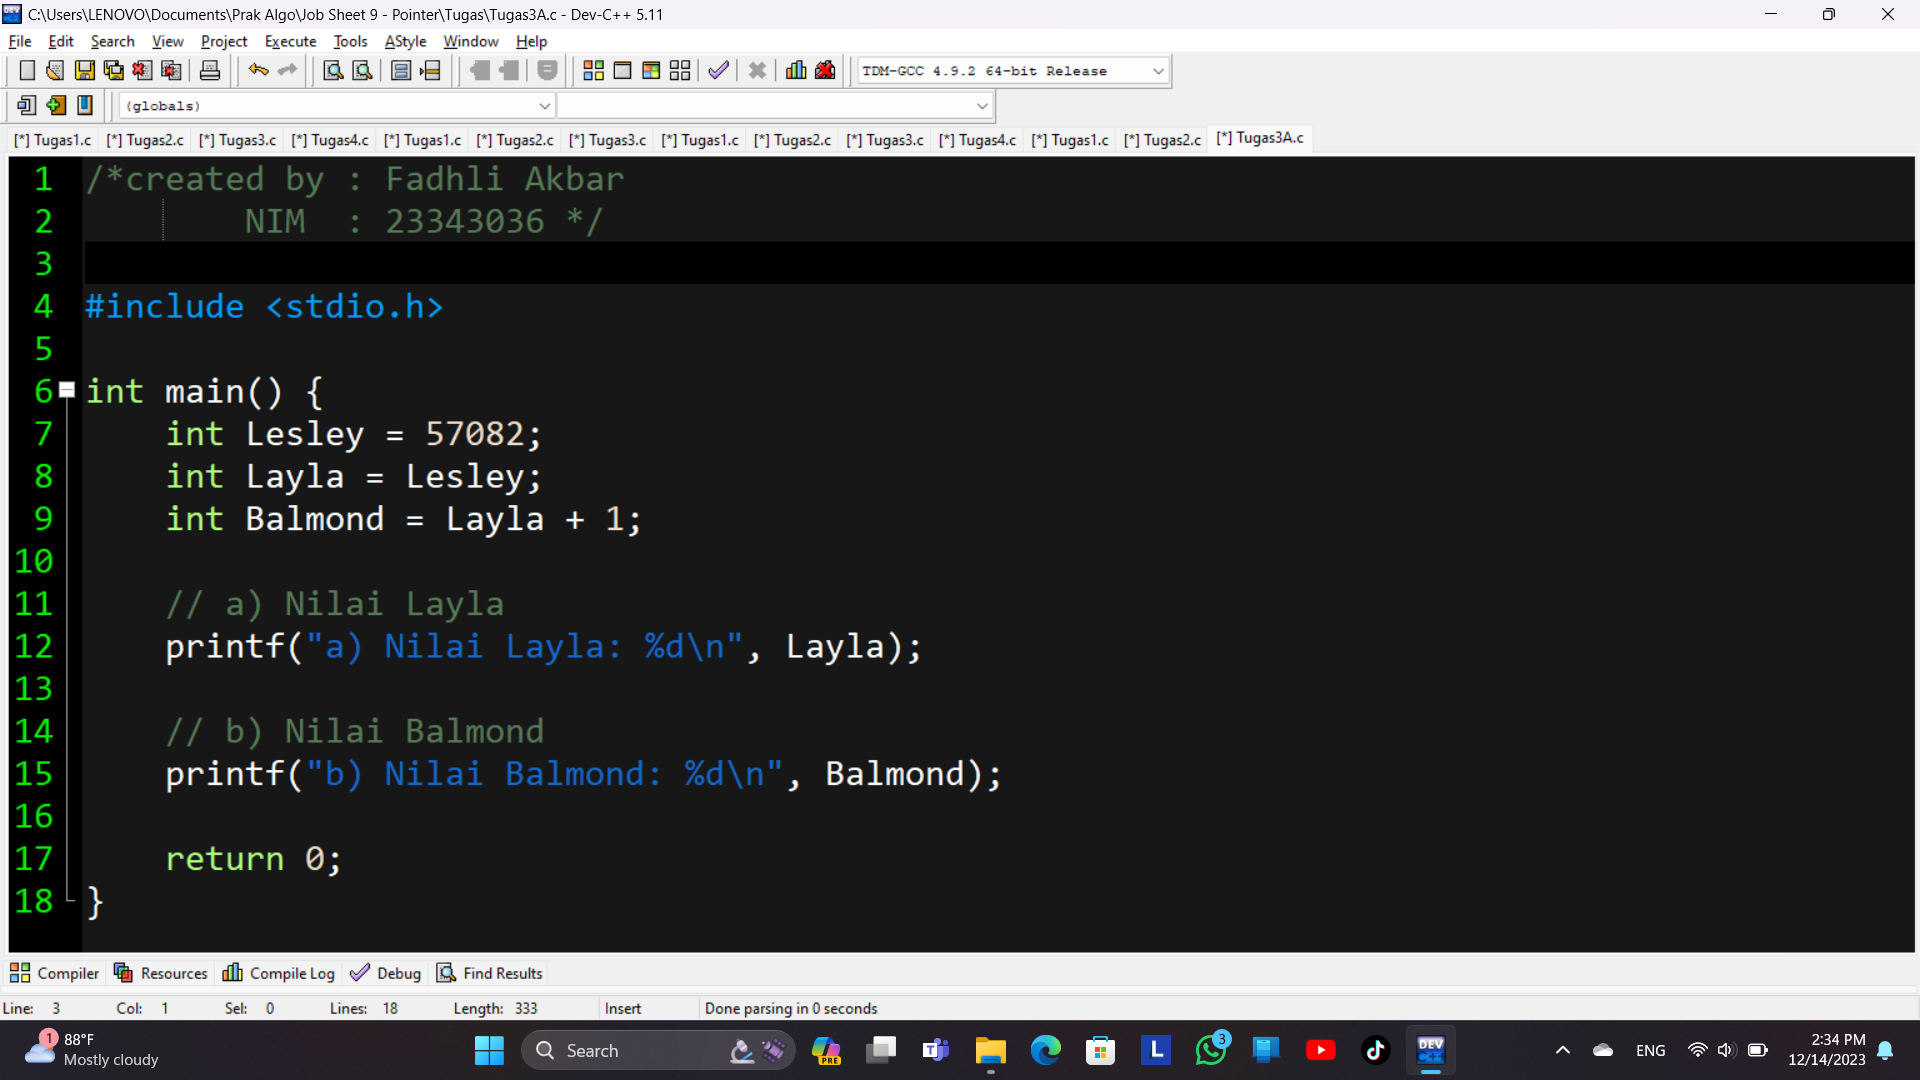 C:\Users\LENOVO\Documents\Prak Algo\Job Sheet 9 - Pointer\Tugas\Tugas3A.c - Dev-C++ 5.11
File Edit Search View Project Execute Tools AStyle Window Help
TDM-GCC 4.9.2 64-bit Release
(globals)
[*] Tugas1.c [*] Tugas2.c [*] Tugas3.c [*] Tugas4.c [*] Tugas1.c [*] Tugas2.c [*] Tugas3.c [*] Tugas1.c [*] Tugas2.c [*] Tugas3.c [*] Tugas4.c [*] Tugas1.c [*] Tugas2.c [*] Tugas3A.c
1 /*created by : Fadhli Akbar
2 NIM : 23343036 */
3
4 #include <stdio.h>
5
6 int main() {
7 int Lesley = 57082;
8 int Layla = Lesley;
9 int Balmond = Layla + 1;
10
11 // a) Nilai Layla
12 printf("a) Nilai Layla: %d\n", Layla);
13
14 // b) Nilai Balmond
15 printf("b) Nilai Balmond: %d\n", Balmond);
16
17 return 0;
18 }
Compiler Resources Compile Log Debug Find Results
Line: 3 Col: 1 Sel: 0 Lines: 18 Length: 333 Insert Done parsing in 0 seconds
1 88°F
Mostly cloudy
Search
PRE
T
L
3
DEV
C++
ENG
2:34 PM
12/14/2023